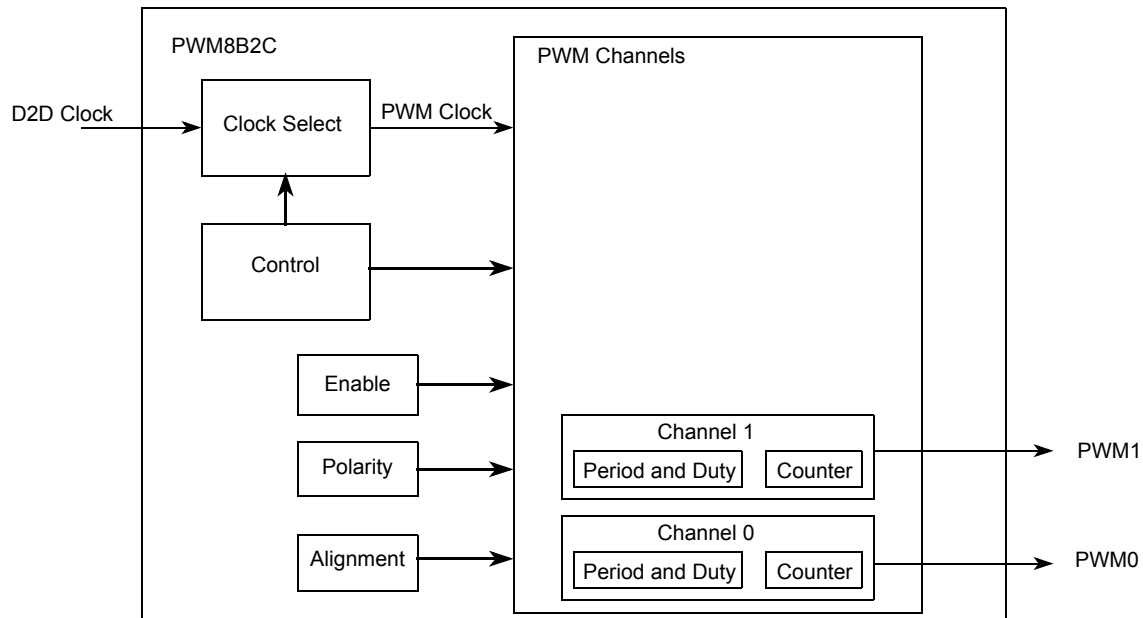 PWM8B2C
PWM Channels
D2D Clock
Clock Select
PWM Clock
Control
Enable
Polarity
Alignment
Channel 1
Period and Duty
Counter
PWM1
Channel 0
Period and Duty
Counter
PWM0